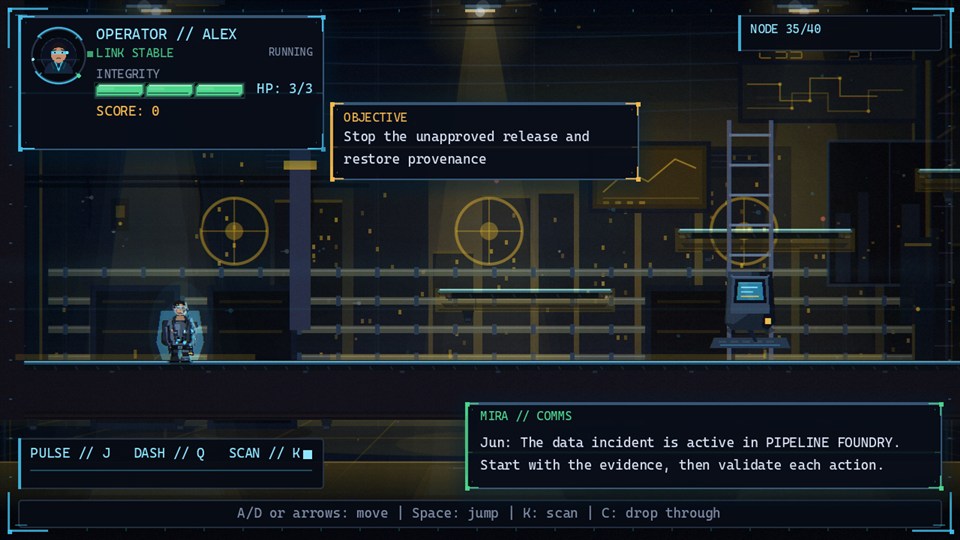 OPERATOR // ALEX
LINK STABLE
RUNNING
INTEGRITY
HP: 3/3
SCORE: 0
NODE 35/40
OBJECTIVE
Stop the unapproved release and
restore provenance
MIRA // COMMS
Jun: The data incident is active in PIPELINE FOUNDRY.
Start with the evidence, then validate each action.
PULSE // J DASH // Q SCAN // K
A/D or arrows: move | Space: jump | K: scan | C: drop through